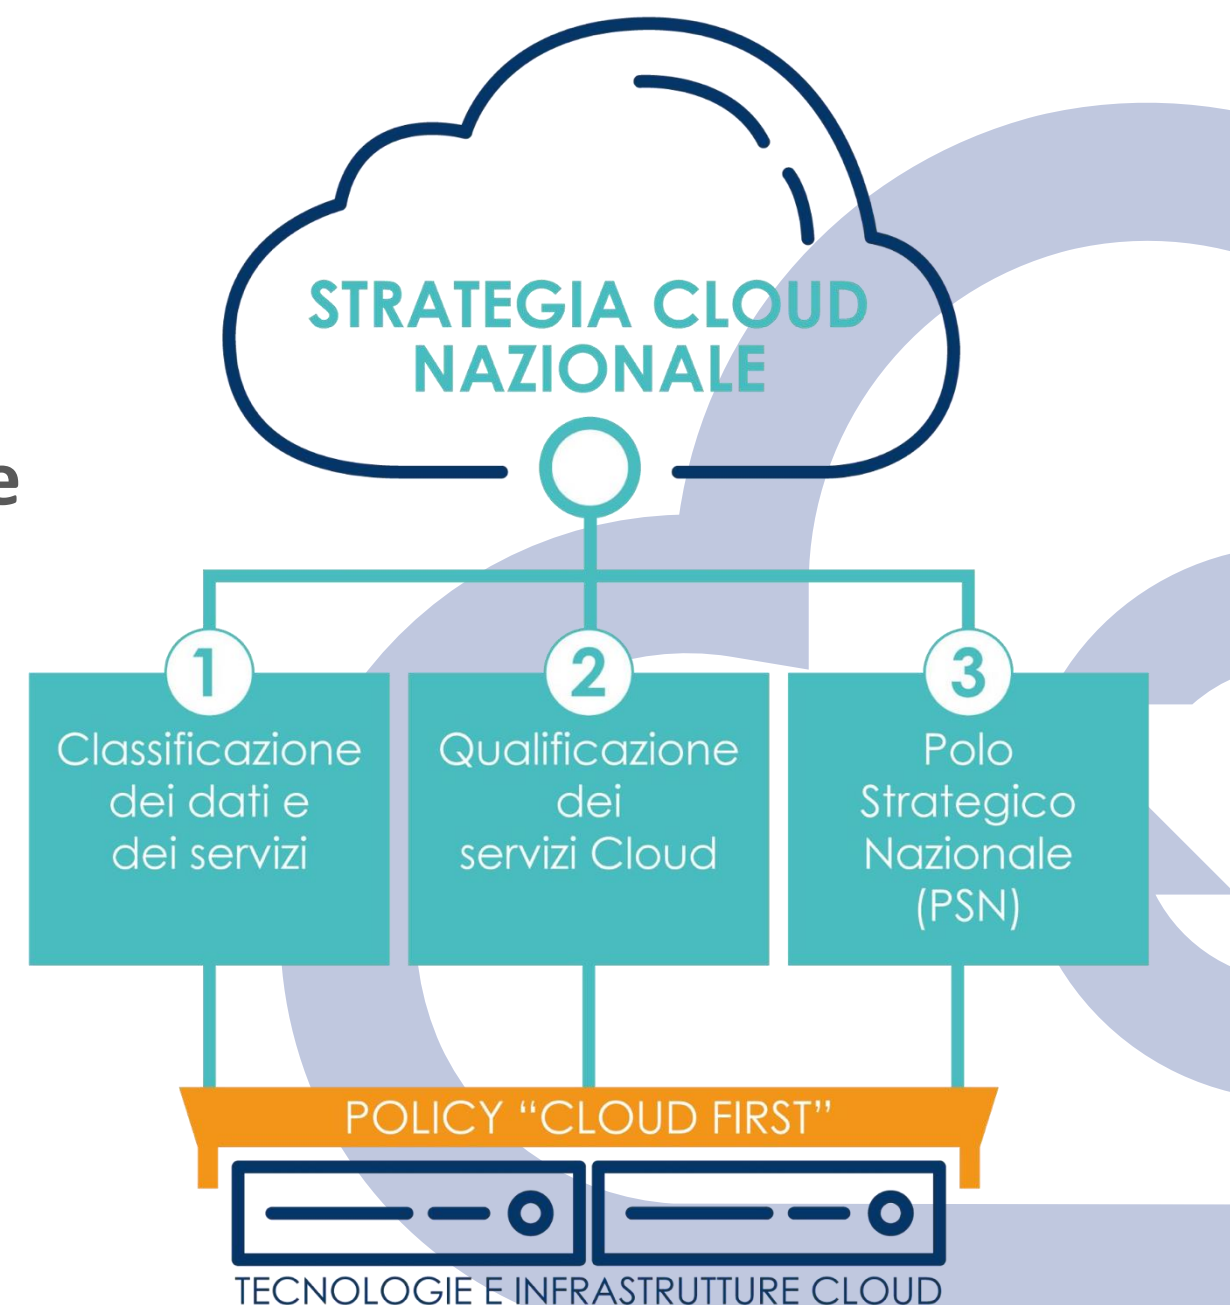 STRATEGIA CLOUD
NAZIONALE
e
1
Classificazione
dei dati e
dei servizi
2
Qualificazione
dei
servizi Cloud
3
Polo
Strategico
Nazionale
(PSN)
POLICY “CLOUD FIRST”
TECNOLOGIE E INFRASTRUTTURE CLOUD